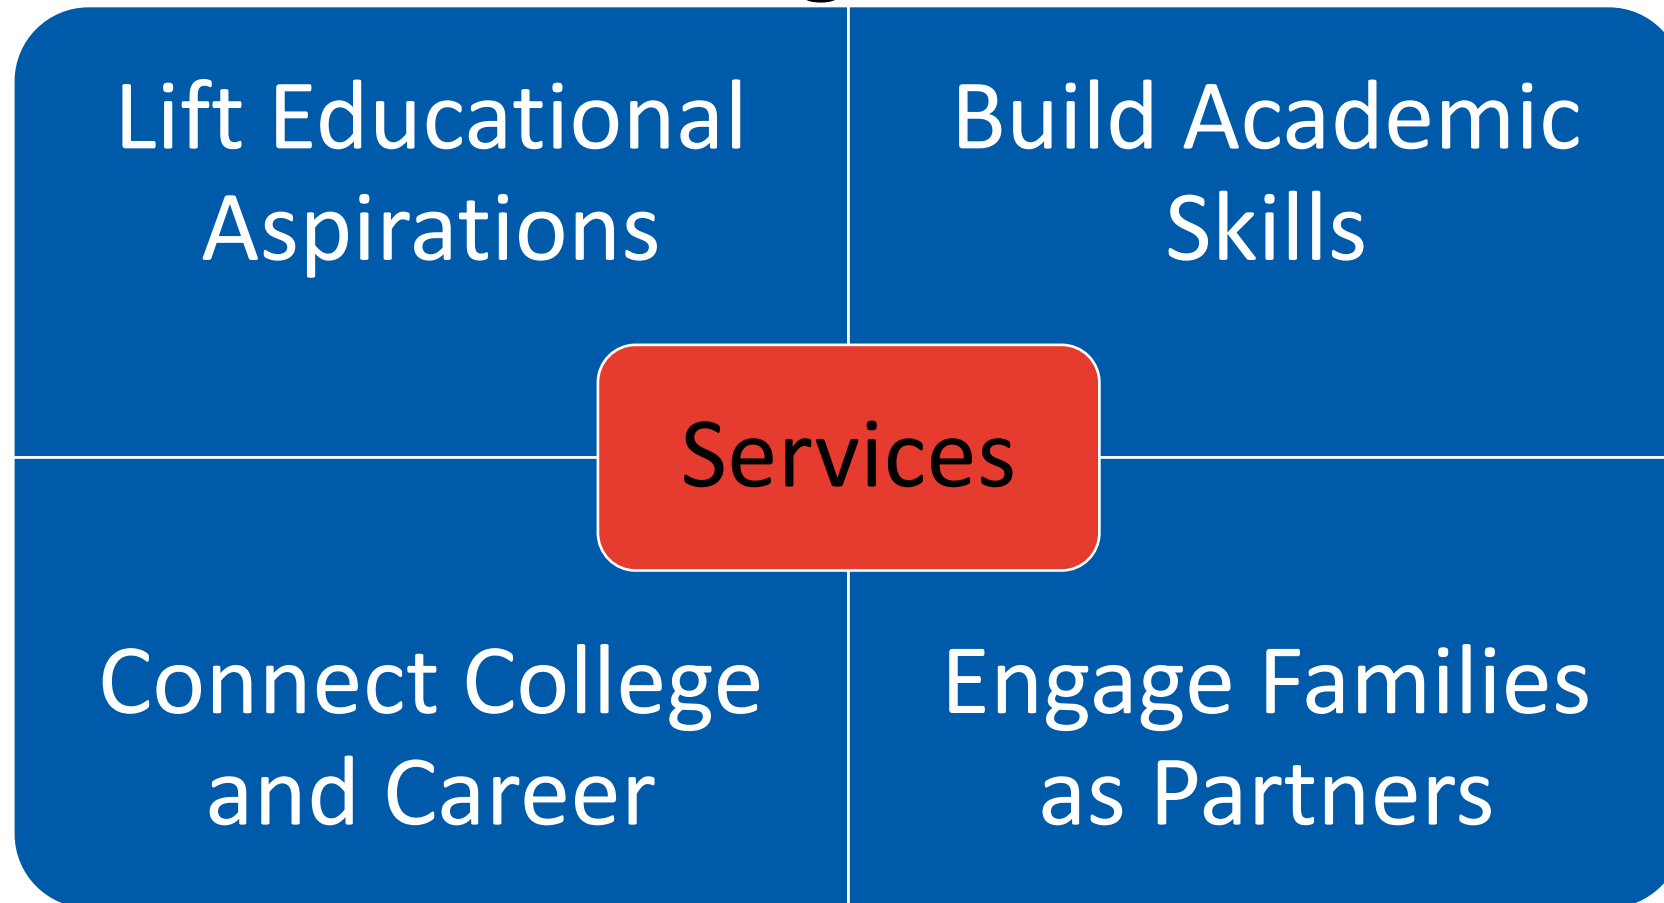 Lift Educational
Aspirations
Build Academic
Skills
Services
Connect College
and Career
Engage Families
as Partners